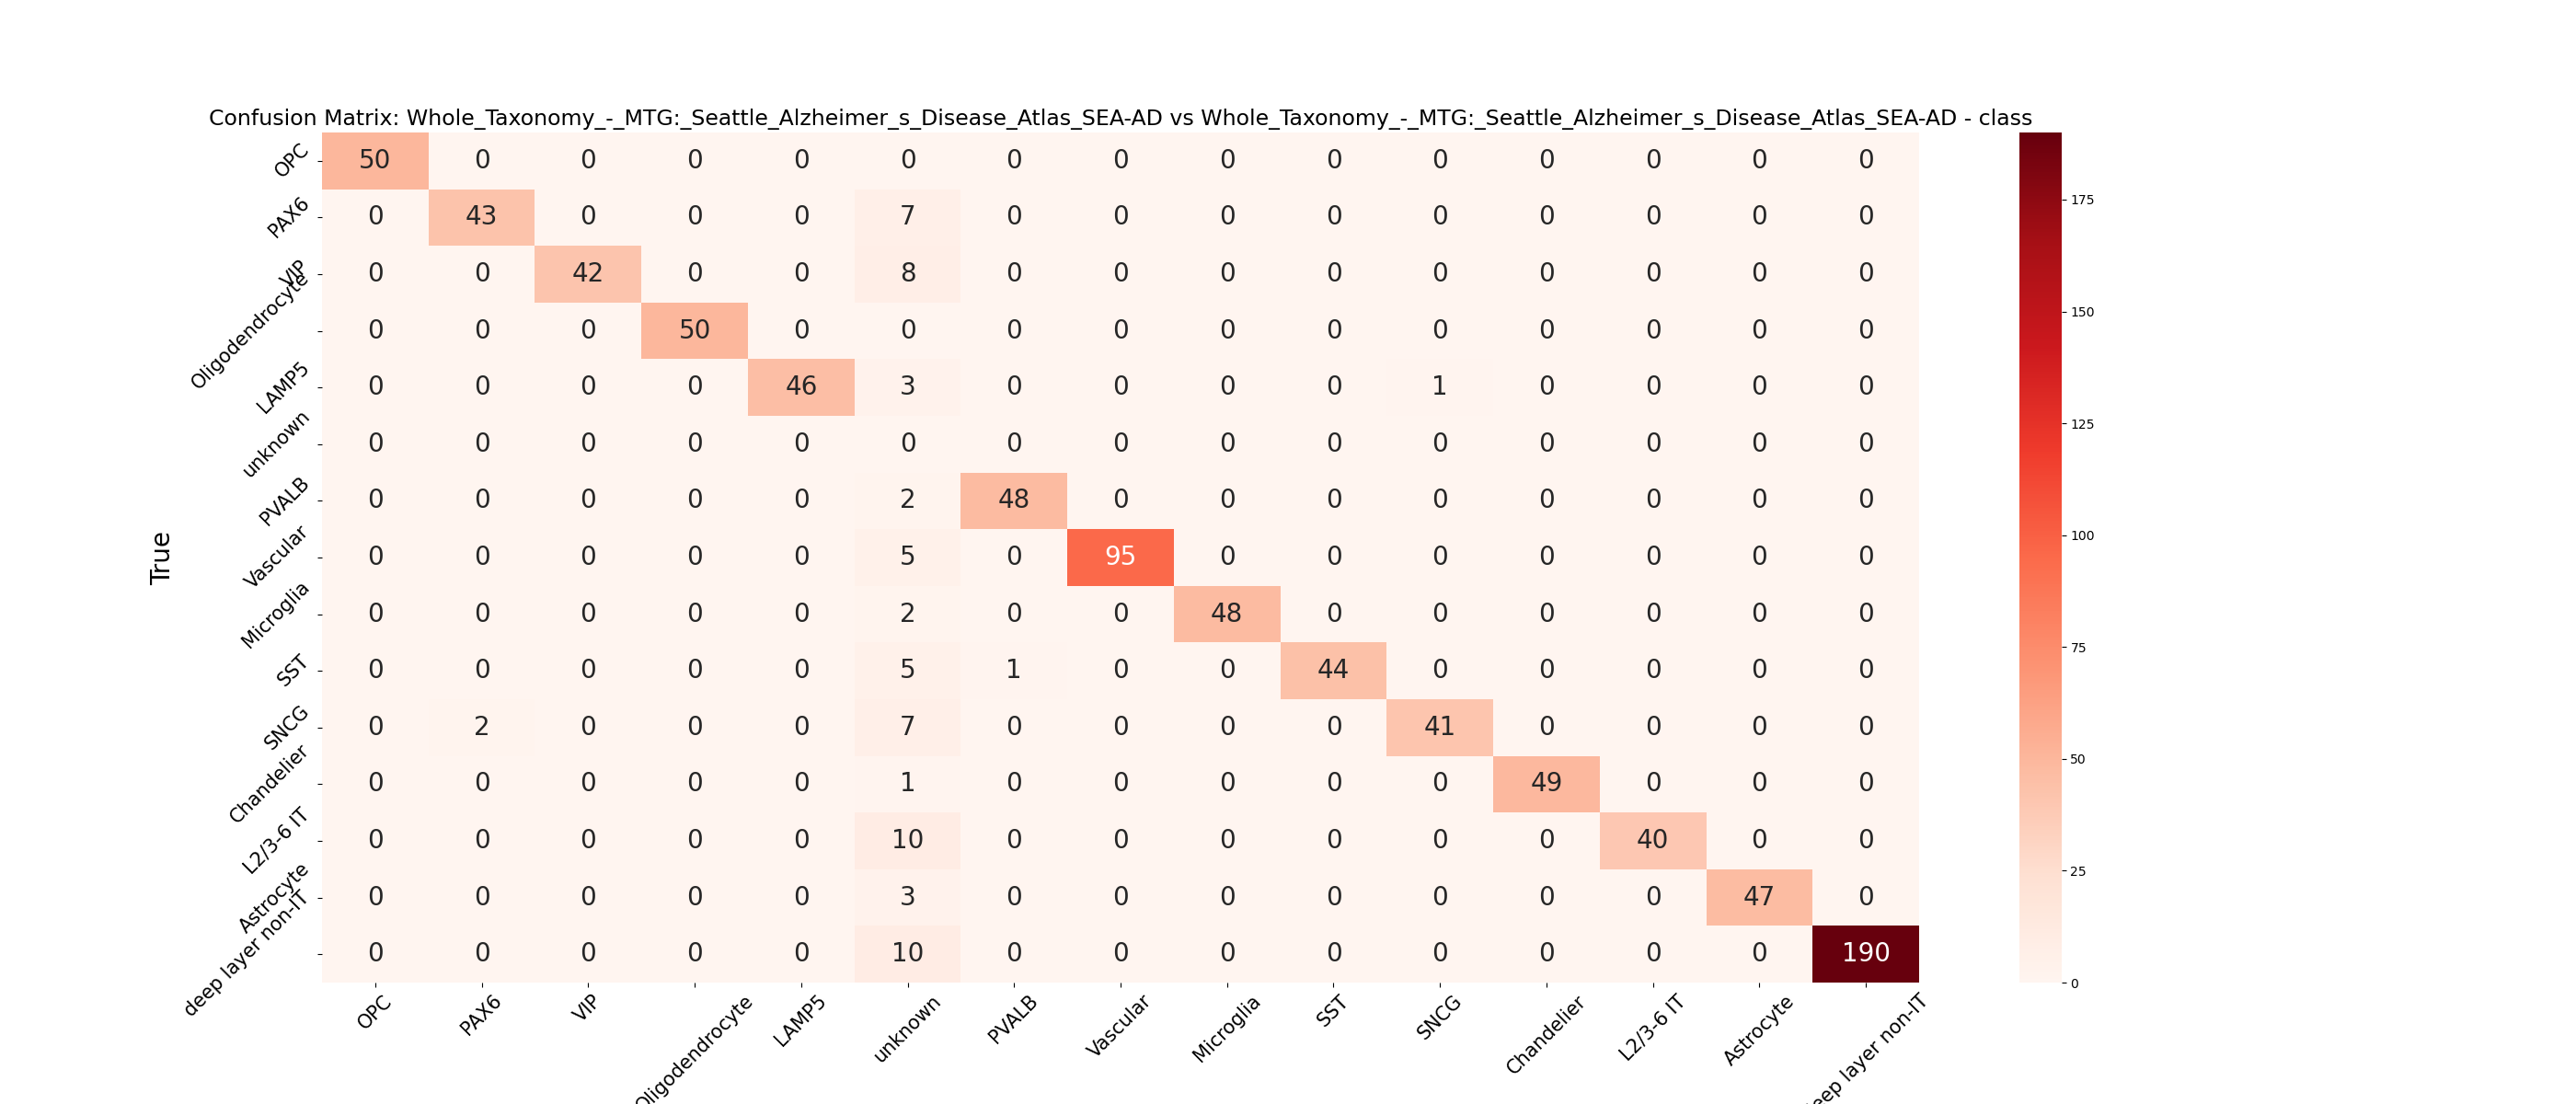 Confusion Matrix: Whole_Taxonomy_-_MTG:_Seattle_Alzheimer_s_Disease_Atlas_SEA-AD vs Whole_Taxonomy_-_MTG:_Seattle_Alzheimer_s_Disease_Atlas_SEA-AD - class
True
OPC 50 0 0 0 0 0 0 0 0 0 0 0 0 0 0
PAX6 0 43 0 0 0 7 0 0 0 0 0 0 0 0 0
VIP 0 0 42 0 0 8 0 0 0 0 0 0 0 0 0
Oligodendrocyte 0 0 0 50 0 0 0 0 0 0 0 0 0 0 0
LAMP5 0 0 0 0 46 3 0 0 0 0 1 0 0 0 0
unknown 0 0 0 0 0 0 0 0 0 0 0 0 0 0 0
PVALB 0 0 0 0 0 2 48 0 0 0 0 0 0 0 0
Vascular 0 0 0 0 0 5 0 95 0 0 0 0 0 0 0
Microglia 0 0 0 0 0 2 0 0 48 0 0 0 0 0 0
SST 0 0 0 0 0 5 1 0 0 44 0 0 0 0 0
SNCG 0 2 0 0 0 7 0 0 0 0 41 0 0 0 0
Chandelier 0 0 0 0 0 1 0 0 0 0 0 49 0 0 0
L2/3-6 IT 0 0 0 0 0 10 0 0 0 0 0 0 40 0 0
Astrocyte 0 0 0 0 0 3 0 0 0 0 0 0 0 47 0
deep layer non-IT 0 0 0 0 0 10 0 0 0 0 0 0 0 0 190
OPC PAX6 VIP Oligodendrocyte LAMP5 unknown PVALB Vascular Microglia SST SNCG Chandelier L2/3-6 IT Astrocyte layer non-IT
175
150
125
100
75
50
25
0